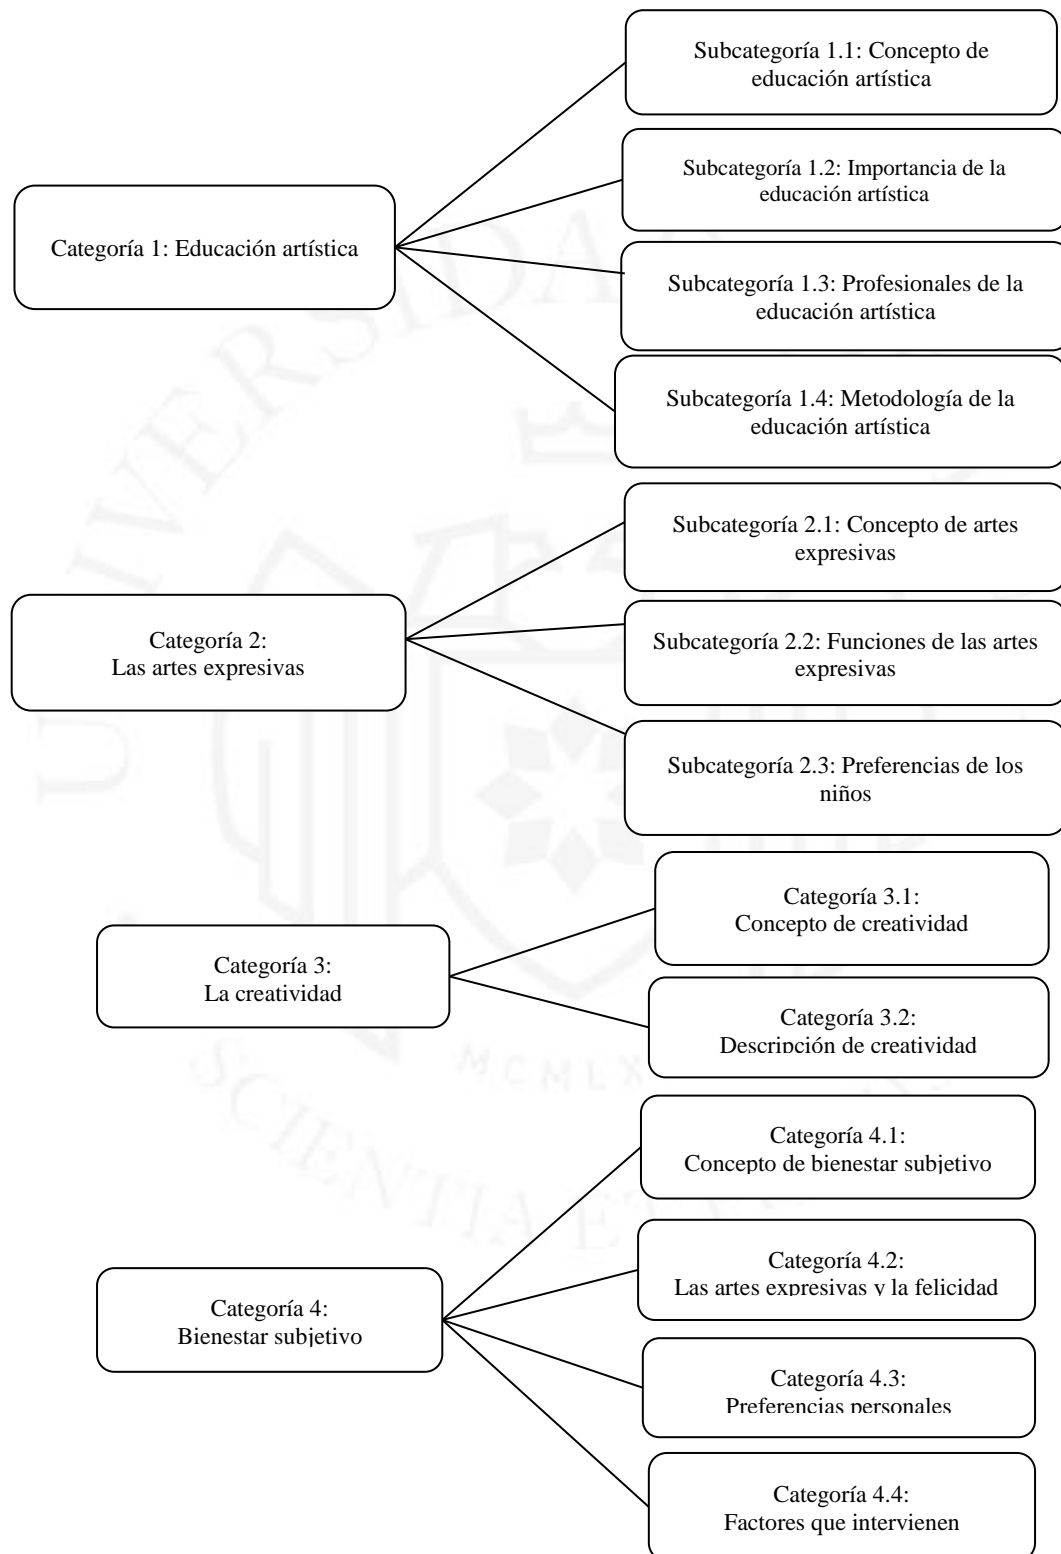 Subcategoría 1.1: Concepto de
educación artística
Subcategoría 1.2: Importancia de la
educación artística
Categoría 1: Educación artística
Subcategoría 1.3: Profesionales de la
educación artística
Subcategoría 1.4: Metodología de la
educación artística
Subcategoría 2.1: Concepto de artes
expresivas
Categoría 2:
Las artes expresivas
Subcategoría 2.2: Funciones de las artes
expresivas
Subcategoría 2.3: Preferencias de los
niños
Categoría 3.1:
Concepto de creatividad
Categoría 3:
La creatividad
Categoría 3.2:
Descripción de creatividad
Categoría 4.1:
Concepto de bienestar subjetivo
Categoría 4.2:
Las artes expresivas y la felicidad
Categoría 4:
Bienestar subjetivo
Categoría 4.3:
Preferencias personales
Categoría 4.4:
Factores que intervienen